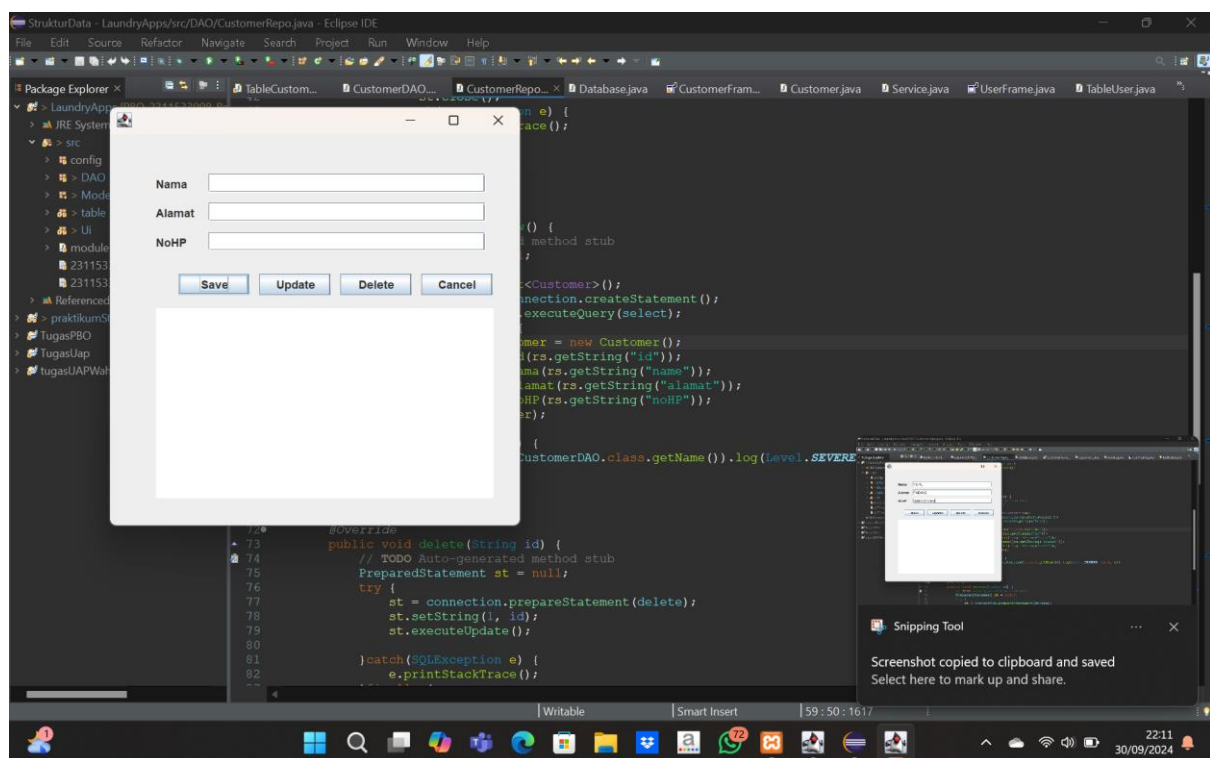 StrukturData - LaundryApps/src/DAO/CustomerRepo.java - Eclipse IDE
File Edit Source Refactor Navigate Search Project Run Window Help
Package Explorer
TableCustom... CustomerDAO.... CustomerRepo... Database.java CustomerFram... Customer.java Service.java UserFrame.java TableUser.java
> LaundryApps
JRE System
> src
config
> DAO
> Mode
> table
> Ui
module
231153
231153
Referenced
> praktikumSt
TugasPBO
TugasUap
tugasUAPWah
Nama
Alamat
NoHP
Save Update Delete Cancel
n e) {
race();
() {
d method stub
;
t<Customer>();
nnection.createStatement();
.executeQuery(select);
omer = new Customer();
(rs.getString("id"));
ma(rs.getString("name"));
lamat(rs.getString("alamat"));
oHP(rs.getString("noHP"));
er);
{
CustomerDAO.class.getName()).log(Level.SEVERE
override
73 public void delete(String id) {
74 // TODO Auto-generated method stub
75 PreparedStatement st = null;
76 try {
77 st = connection.prepareStatement(delete);
78 st.setString(1, id);
79 st.executeUpdate();
80
81 }catch(SQLException e) {
82 e.printStackTrace();
Snipping Tool
Screenshot copied to clipboard and saved
Select here to mark up and share.
Writable Smart Insert 59 : 50 : 1617
72
22:11
30/09/2024